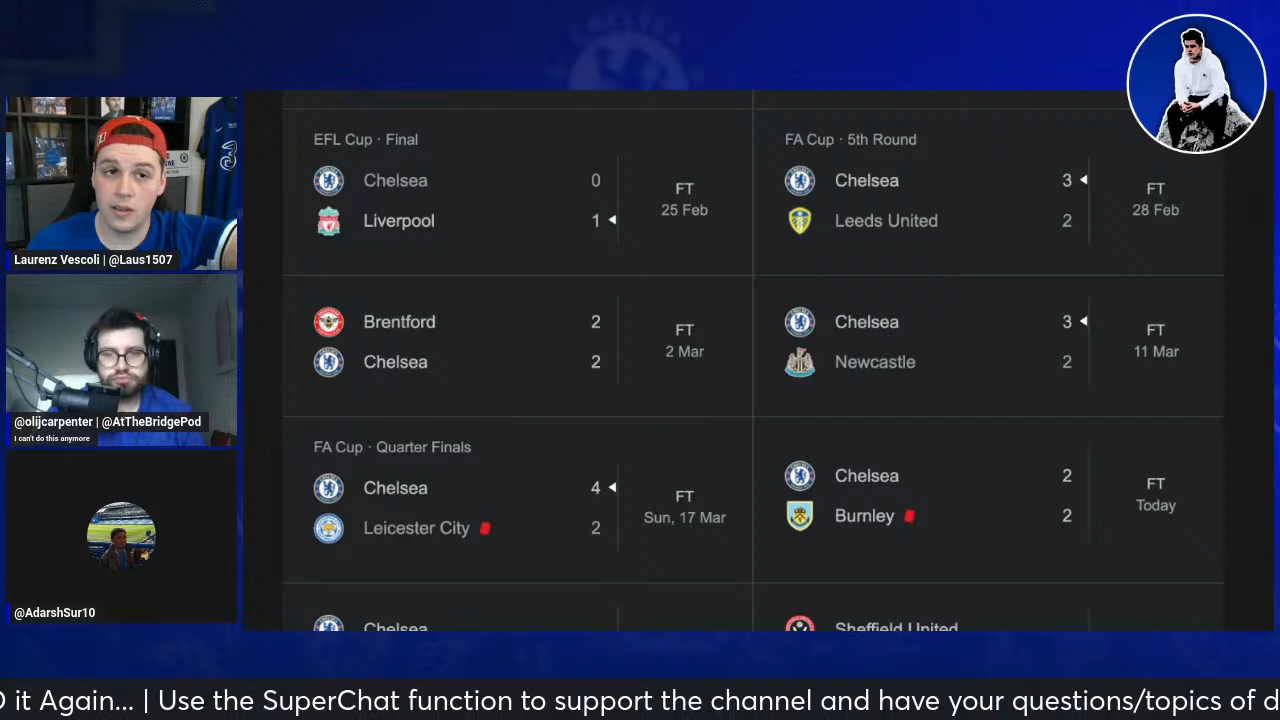 Laurenz Vescoli | @Laus1507
@olijcarpenter | @AtTheBridgePod
I can't do this anymore
@AdarshSur10
EFL Cup · Final
Chelsea 0
Liverpool 1
FT
25 Feb
FA Cup · 5th Round
Chelsea 3
Leeds United 2
FT
28 Feb
Brentford 2
Chelsea 2
FT
2 Mar
Chelsea 3
Newcastle 2
FT
11 Mar
FA Cup · Quarter Finals
Chelsea 4
Leicester City 2
FT
Sun, 17 Mar
Chelsea 2
Burnley 2
FT
Today
Chelsea
Sheffield United
it Again... | Use the SuperChat function to support the channel and have your questions/topics of